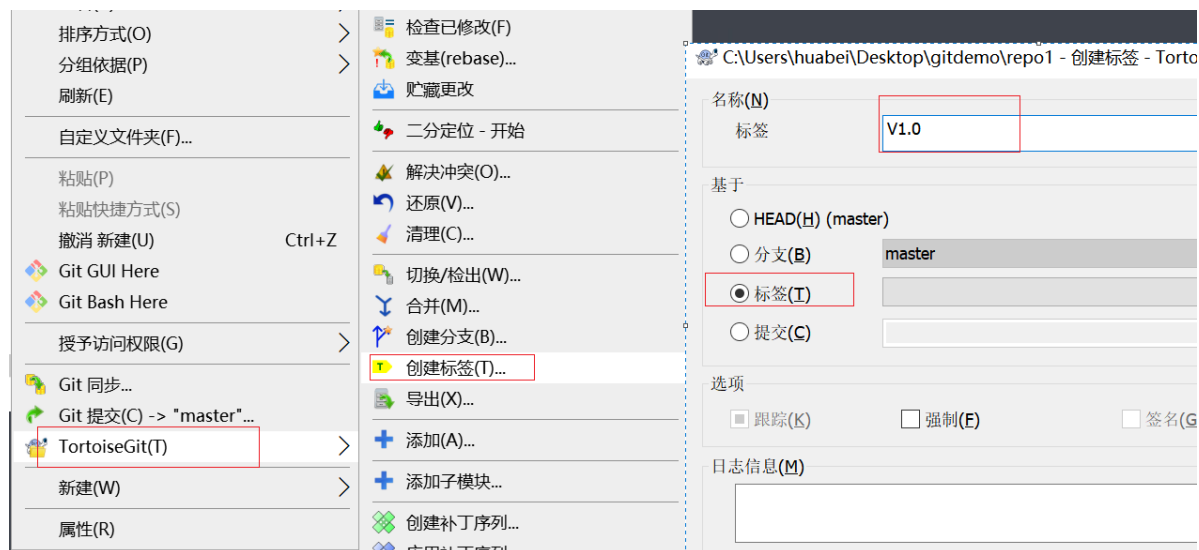 排序方式(O)
分组依据(P)
刷新(E)
自定义文件夹(F)...
粘贴(P)
粘贴快捷方式(S)
撤消 新建(U) Ctrl+Z
Git GUI Here
Git Bash Here
授予访问权限(G)
Git 同步...
Git 提交(C) -> "master"...
TortoiseGit(T)
新建(W)
属性(R)
检查已修改(F)
变基(rebase)...
贮藏更改
二分定位 - 开始
解决冲突(O)...
还原(V)...
清理(C)...
切换/检出(W)...
合并(M)...
创建分支(B)...
创建标签(T)...
导出(X)...
添加(A)...
添加子模块...
创建补丁序列...
应用补丁序列...
C:\Users\huabei\Desktop\gitdemo\repo1 - 创建标签 - Torto
名称(N)
标签 V1.0
基于
HEAD(H) (master)
分支(B) master
标签(T)
提交(C)
选项
跟踪(K) 强制(F) 签名(G
日志信息(M)